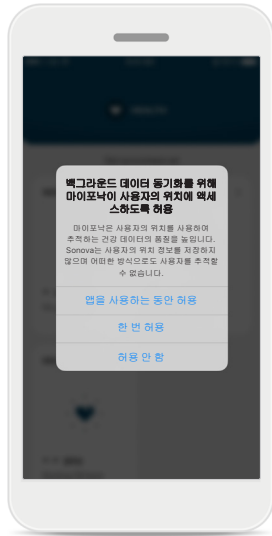 백그라운드 데이터 동기화를 위해
마이포낙이 사용자의 위치에 액세
스하도록 허용
마이포낙은 사용자의 위치를 사용하여
추적하는 건강 데이터의 품질을 높입니다.
Sonova는 사용자의 위치 정보를 저장하지
않으며 어떠한 방식으로도 사용자를 추적할
수 없습니다.
앱을 사용하는 동안 허용
한 번 허용
허용 안 함